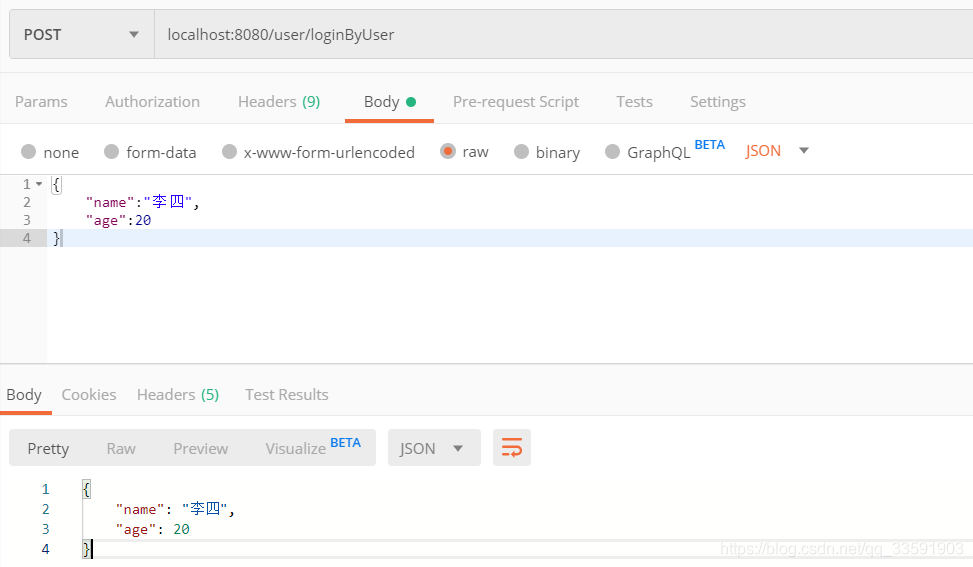 POST localhost:8080/user/loginByUser
Params Authorization Headers (9) Body Pre-request Script Tests Settings
none form-data x-www-form-urlencoded raw binary GraphQL BETA JSON
1 {
2 "name":"李四",
3 "age":20
4 }
Body Cookies Headers (5) Test Results
Pretty Raw Preview Visualize BETA JSON
1 {
2 "name": "李四",
3 "age": 20
4 }
https://blog.csdn.net/qq_33591903